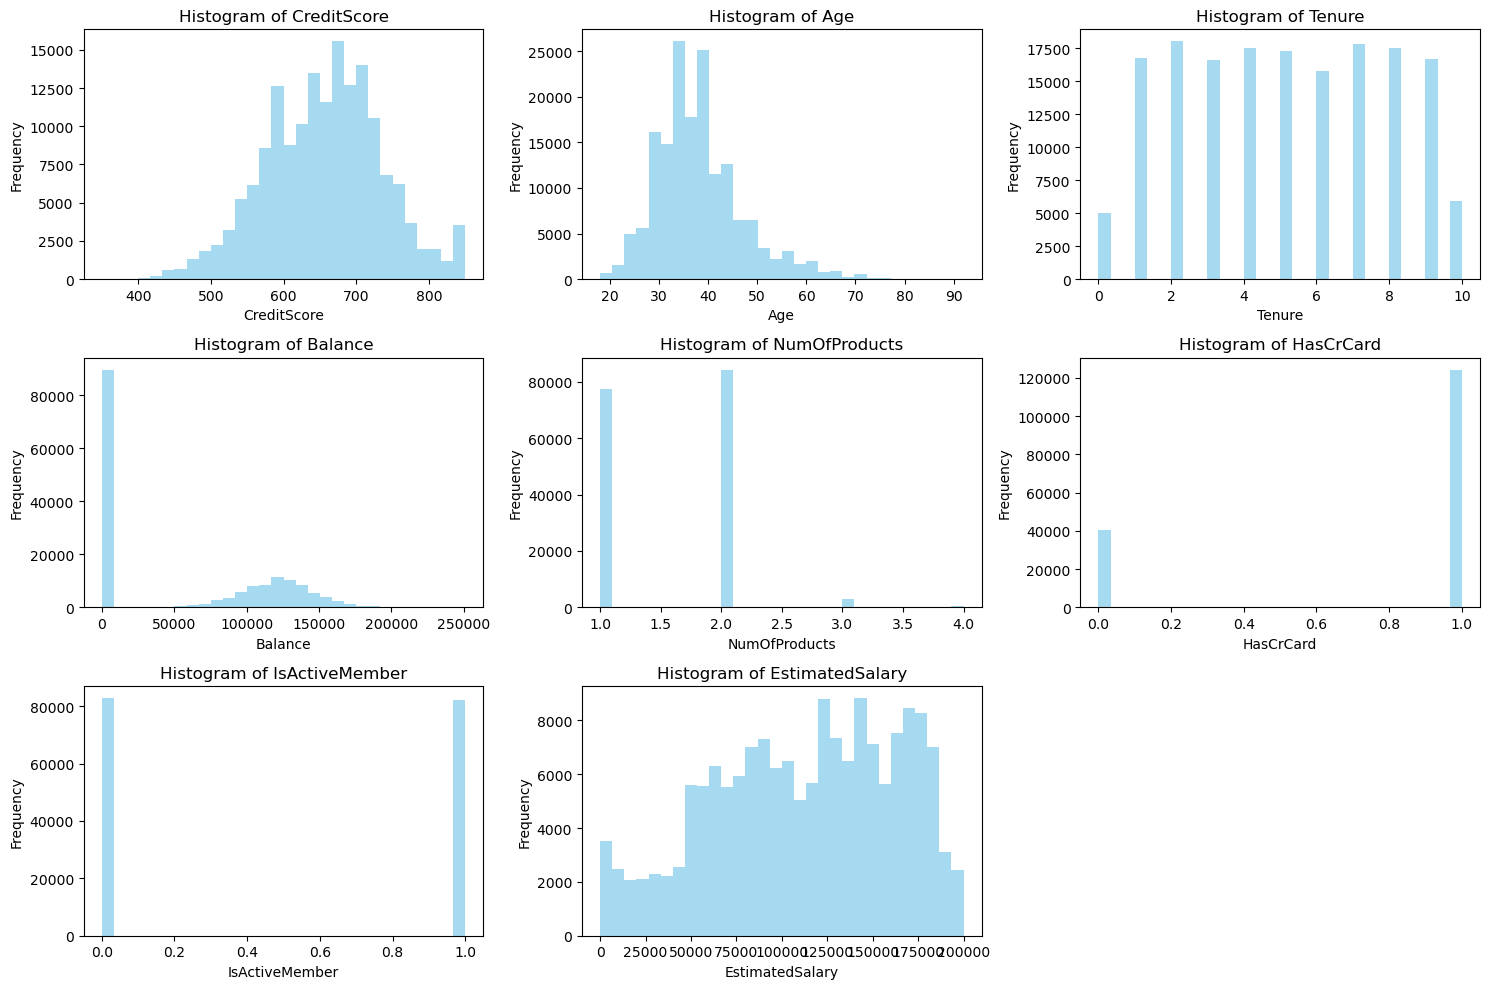 Histogram of CreditScore
Frequency
15000
12500
10000
7500
5000
2500
0
400 500 600 700 800
CreditScore
Histogram of Age
Frequency
25000
20000
15000
10000
5000
0
20 30 40 50 60 70 80 90
Age
Histogram of Tenure
Frequency
17500
15000
12500
10000
7500
5000
2500
0
0 2 4 6 8 10
Tenure
Histogram of Balance
Frequency
80000
60000
40000
20000
0
0 50000 100000 150000 200000 250000
Balance
Histogram of NumOfProducts
Frequency
80000
60000
40000
20000
0
1.0 1.5 2.0 2.5 3.0 3.5 4.0
NumOfProducts
Histogram of HasCrCard
Frequency
120000
100000
80000
60000
40000
20000
0
0.0 0.2 0.4 0.6 0.8 1.0
HasCrCard
Histogram of IsActiveMember
Frequency
80000
60000
40000
20000
0
0.0 0.2 0.4 0.6 0.8 1.0
IsActiveMember
Histogram of EstimatedSalary
Frequency
8000
6000
4000
2000
0
0 25000 50000 75000 100000 125000 150000 175000 200000
EstimatedSalary